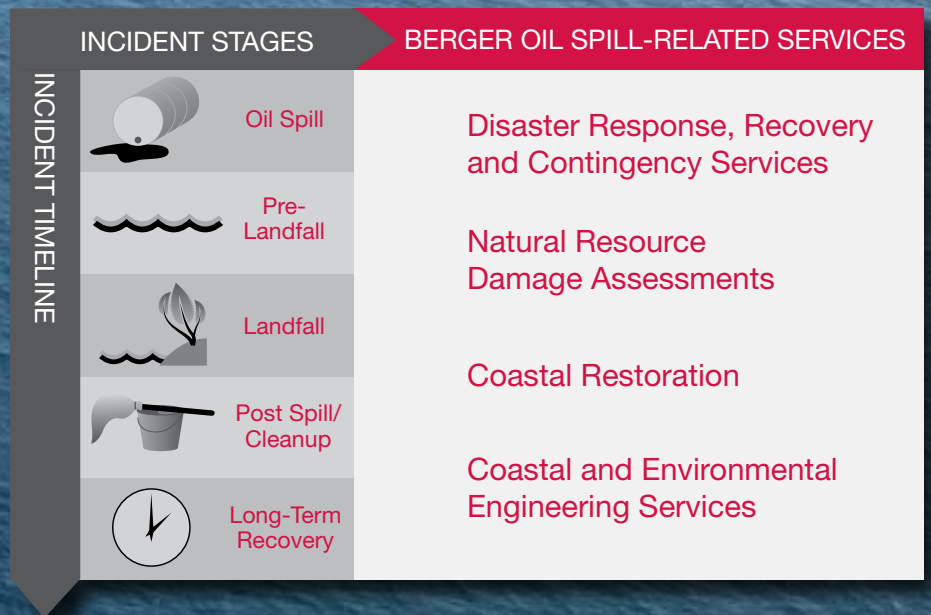 INCIDENT STAGES
BERGER OIL SPILL-RELATED SERVICES
INCIDENT TIMELINE
Oil Spill
Pre-
Landfall
Landfall
Post Spill/
Cleanup
Long-Term
Recovery
Disaster Response, Recovery
and Contingency Services
Natural Resource
Damage Assessments
Coastal Restoration
Coastal and Environmental
Engineering Services